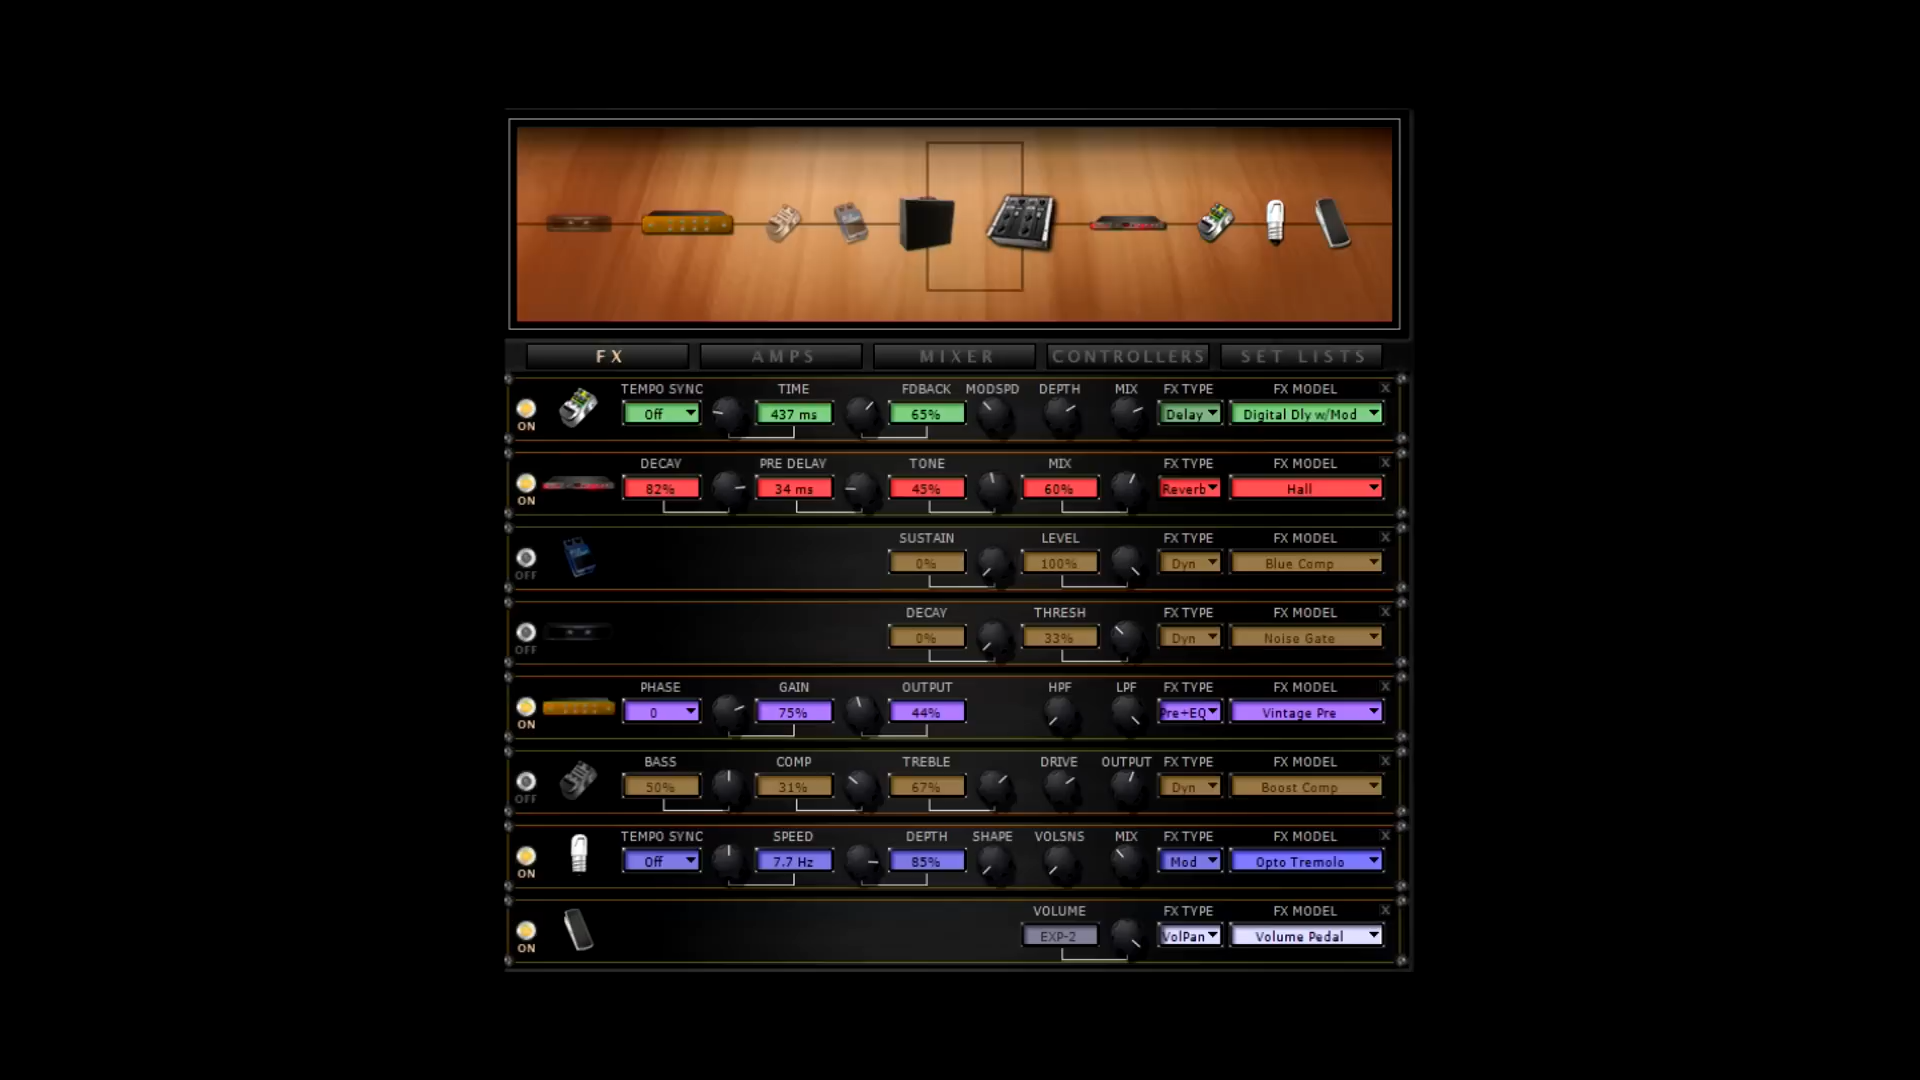 FX AMPS MIXER CONTROLLERS SET LISTS
TEMPO SYNC TIME FDBACK MODSPD DEPTH MIX FX TYPE FX MODEL X
Off 437 ms 65% Delay Digital Dly w/Mod
ON
DECAY PRE DELAY TONE MIX FX TYPE FX MODEL X
82% 34 ms 45% 60% Reverb Hall
ON
SUSTAIN LEVEL FX TYPE FX MODEL X
0% 100% Dyn Blue Comp
OFF
DECAY THRESH FX TYPE FX MODEL X
0% 33% Dyn Noise Gate
OFF
PHASE GAIN OUTPUT HPF LPF FX TYPE FX MODEL X
0 75% 44% Pre+EQ Vintage Pre
ON
BASS COMP TREBLE DRIVE OUTPUT FX TYPE FX MODEL X
50% 31% 67% Dyn Boost Comp
OFF
TEMPO SYNC SPEED DEPTH SHAPE VOLSNS MIX FX TYPE FX MODEL X
Off 7.7 Hz 85% Mod Opto Tremolo
ON
VOLUME FX TYPE FX MODEL X
EXP-2 VolPan Volume Pedal
ON